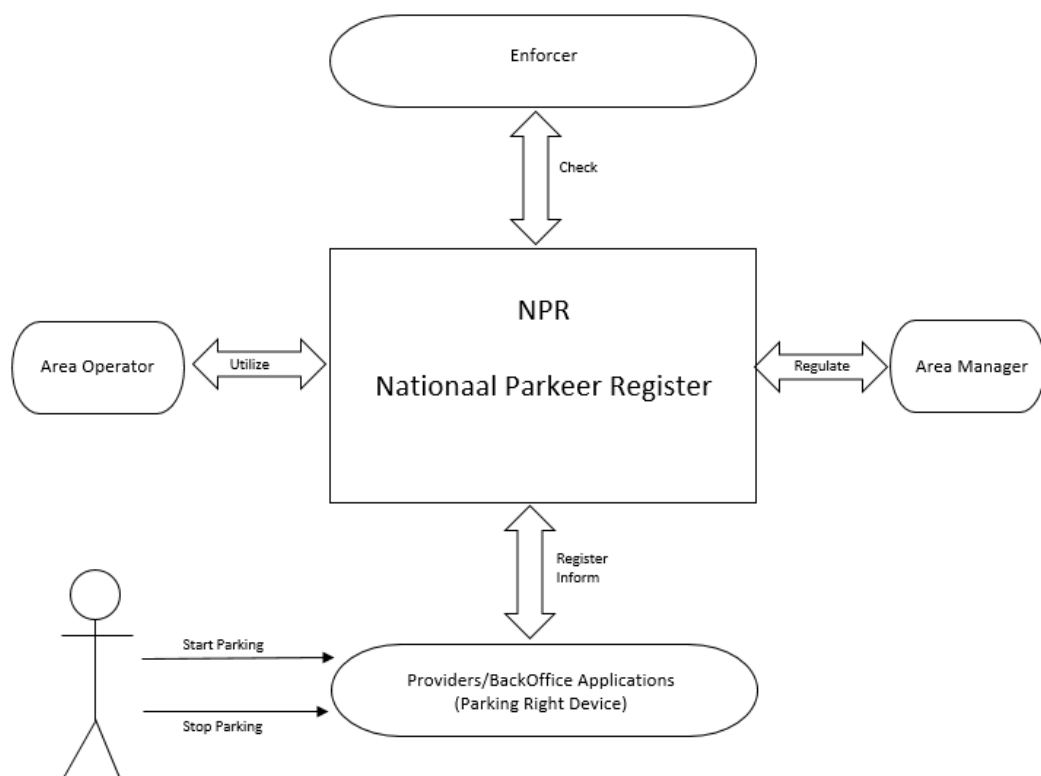 Enforcer
Check
NPR
Nationaal Parkeer Register
Area Operator
Utilize
Regulate
Area Manager
Register
Inform
Start Parking
Stop Parking
Providers/BackOffice Applications
(Parking Right Device)